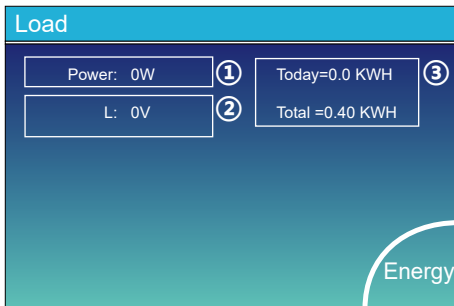 Load
Power: 0W ① Today=0.0 KWH ③
L: 0V ② Total =0.40 KWH
Energy